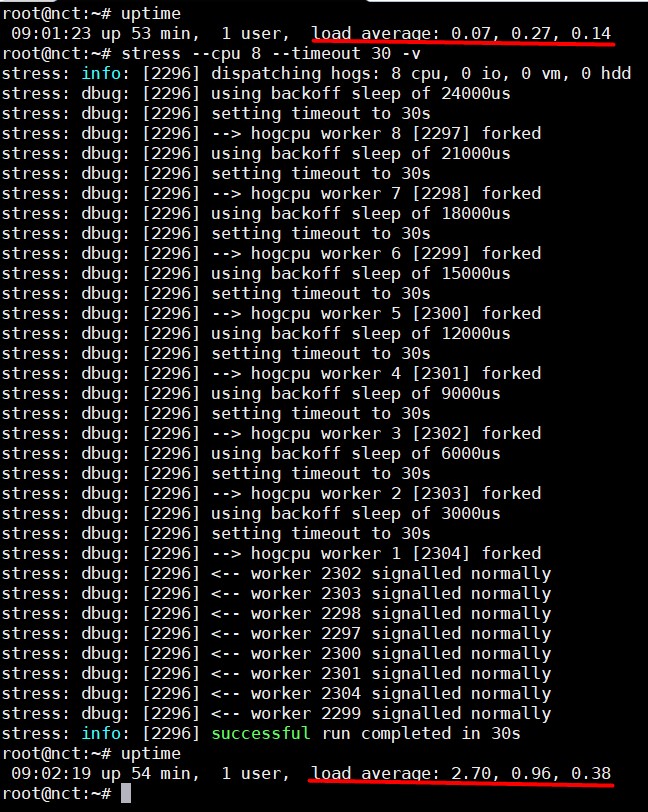 root@nct:~# uptime
 09:01:23 up 53 min,  1 user,  load average: 0.07, 0.27, 0.14
root@nct:~# stress --cpu 8 --timeout 30 -v
stress: info: [2296] dispatching hogs: 8 cpu, 0 io, 0 vm, 0 hdd
stress: dbug: [2296] using backoff sleep of 24000us
stress: dbug: [2296] setting timeout to 30s
stress: dbug: [2296] --> hogcpu worker 8 [2297] forked
stress: dbug: [2296] using backoff sleep of 21000us
stress: dbug: [2296] setting timeout to 30s
stress: dbug: [2296] --> hogcpu worker 7 [2298] forked
stress: dbug: [2296] using backoff sleep of 18000us
stress: dbug: [2296] setting timeout to 30s
stress: dbug: [2296] --> hogcpu worker 6 [2299] forked
stress: dbug: [2296] using backoff sleep of 15000us
stress: dbug: [2296] setting timeout to 30s
stress: dbug: [2296] --> hogcpu worker 5 [2300] forked
stress: dbug: [2296] using backoff sleep of 12000us
stress: dbug: [2296] setting timeout to 30s
stress: dbug: [2296] --> hogcpu worker 4 [2301] forked
stress: dbug: [2296] using backoff sleep of 9000us
stress: dbug: [2296] setting timeout to 30s
stress: dbug: [2296] --> hogcpu worker 3 [2302] forked
stress: dbug: [2296] using backoff sleep of 6000us
stress: dbug: [2296] setting timeout to 30s
stress: dbug: [2296] --> hogcpu worker 2 [2303] forked
stress: dbug: [2296] using backoff sleep of 3000us
stress: dbug: [2296] setting timeout to 30s
stress: dbug: [2296] --> hogcpu worker 1 [2304] forked
stress: dbug: [2296] <-- worker 2302 signalled normally
stress: dbug: [2296] <-- worker 2303 signalled normally
stress: dbug: [2296] <-- worker 2298 signalled normally
stress: dbug: [2296] <-- worker 2297 signalled normally
stress: dbug: [2296] <-- worker 2300 signalled normally
stress: dbug: [2296] <-- worker 2301 signalled normally
stress: dbug: [2296] <-- worker 2304 signalled normally
stress: dbug: [2296] <-- worker 2299 signalled normally
stress: info: [2296] successful run completed in 30s
root@nct:~# uptime
 09:02:19 up 54 min,  1 user,  load average: 2.70, 0.96, 0.38
root@nct:~#